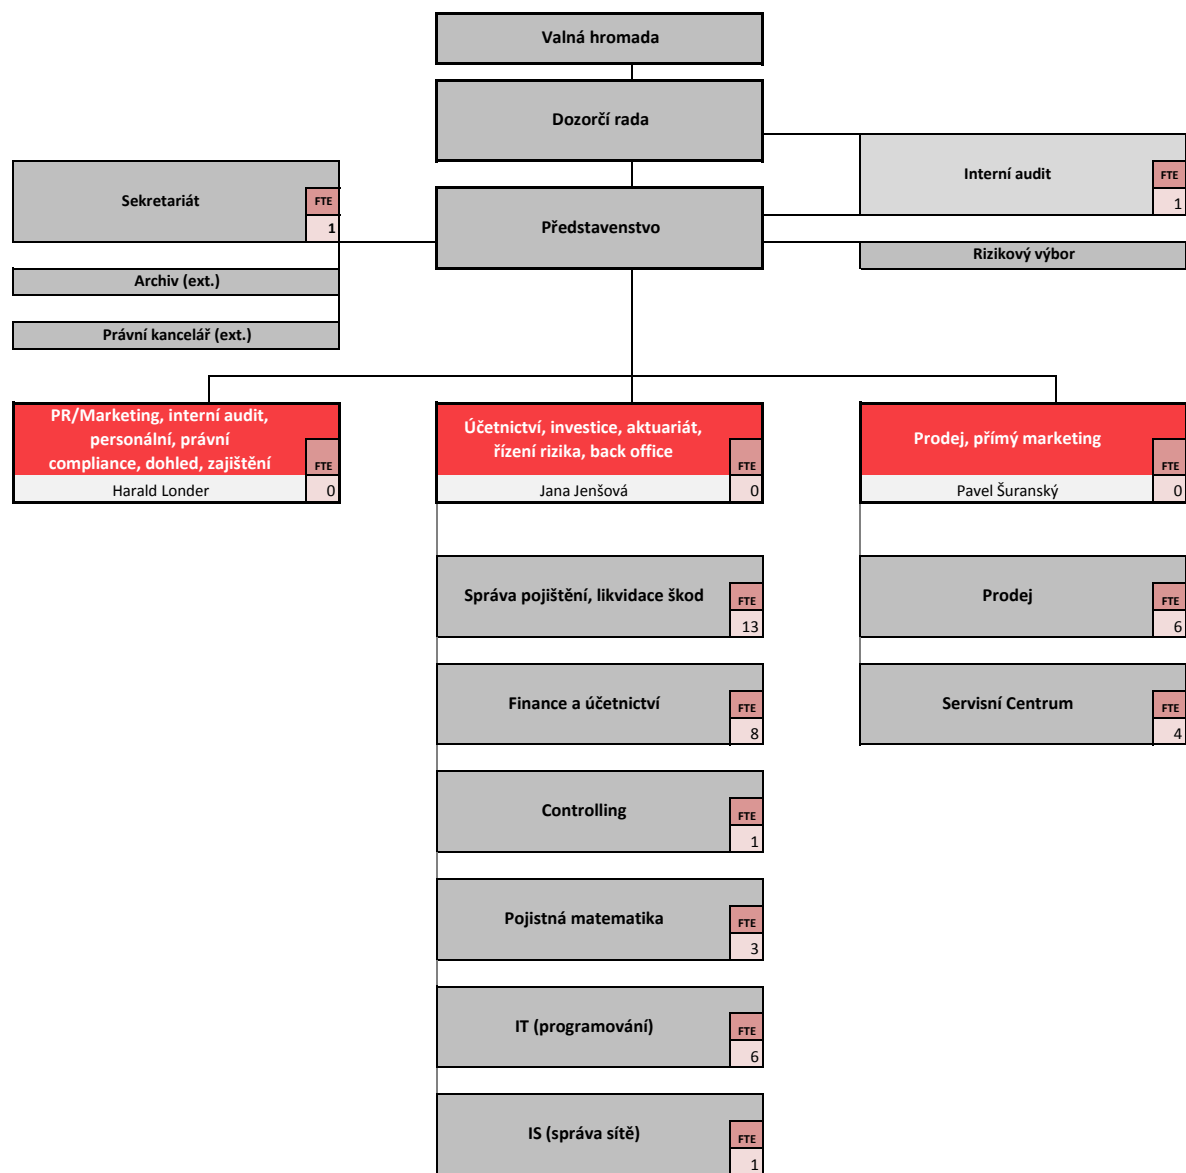 Valná hromada
Dozorčí rada
Interní audit
FTE
1
Sekretariát
FTE
1
Představenstvo
Rizikový výbor
Archiv (ext.)
Právní kancelář (ext.)
PR/Marketing, interní audit,
personální, právní
compliance, dohled, zajištění
FTE
Harald Londer
0
Účetnictví, investice, aktuariát,
řízení rizika, back office
FTE
Jana Jenšová
0
Prodej, přímý marketing
FTE
Pavel Šuranský
0
Správa pojištění, likvidace škod
FTE
13
Prodej
FTE
6
Finance a účetnictví
FTE
8
Servisní Centrum
FTE
4
Controlling
FTE
1
Pojistná matematika
FTE
3
IT (programování)
FTE
6
IS (správa sítě)
FTE
1